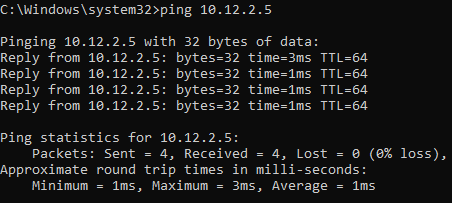 C:\Windows\system32>ping 10.12.2.5
Pinging 10.12.2.5 with 32 bytes of data:
Reply from 10.12.2.5: bytes=32 time=3ms TTL=64
Reply from 10.12.2.5: bytes=32 time=1ms TTL=64
Reply from 10.12.2.5: bytes=32 time=1ms TTL=64
Reply from 10.12.2.5: bytes=32 time=1ms TTL=64
Ping statistics for 10.12.2.5:
Packets: Sent = 4, Received = 4, Lost = 0 (0% loss),
Approximate round trip times in milli-seconds:
Minimum = 1ms, Maximum = 3ms, Average = 1ms